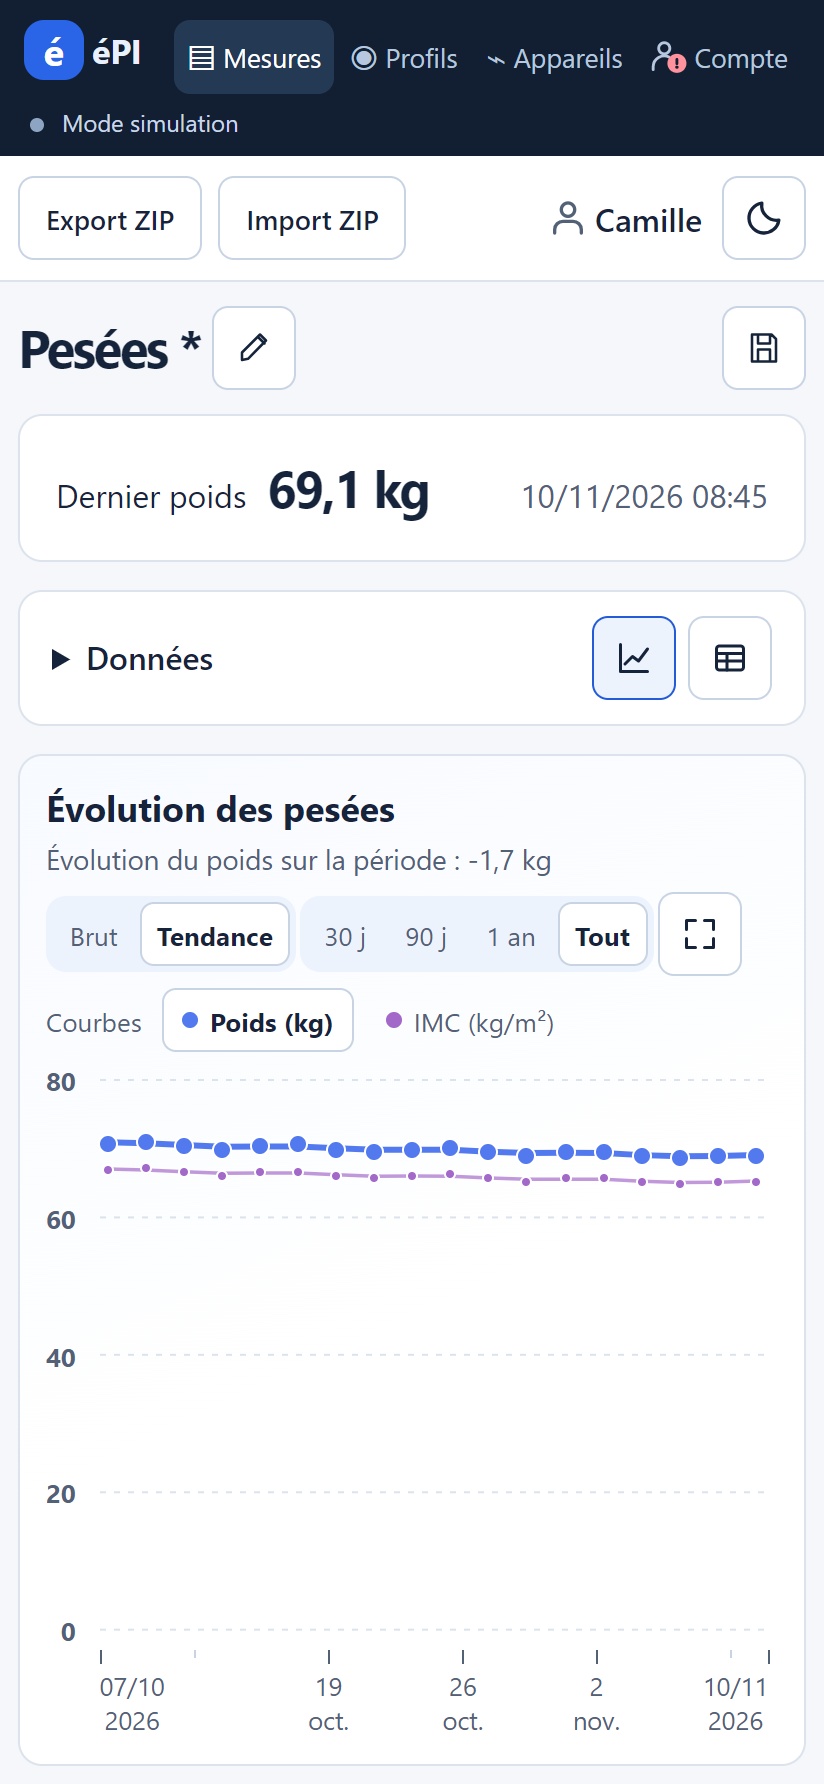 é éPI Mesures Profils Appareils Compte
Mode simulation
Export ZIP Import ZIP Camille
Pesées *
Dernier poids 69,1 kg 10/11/2026 08:45
Données
Évolution des pesées
Évolution du poids sur la période : -1,7 kg
Brut Tendance 30 j 90 j 1 an Tout
Courbes Poids (kg) IMC (kg/m²)
80
60
40
20
0
07/10 19 26 2 10/11
2026 oct. oct. nov. 2026